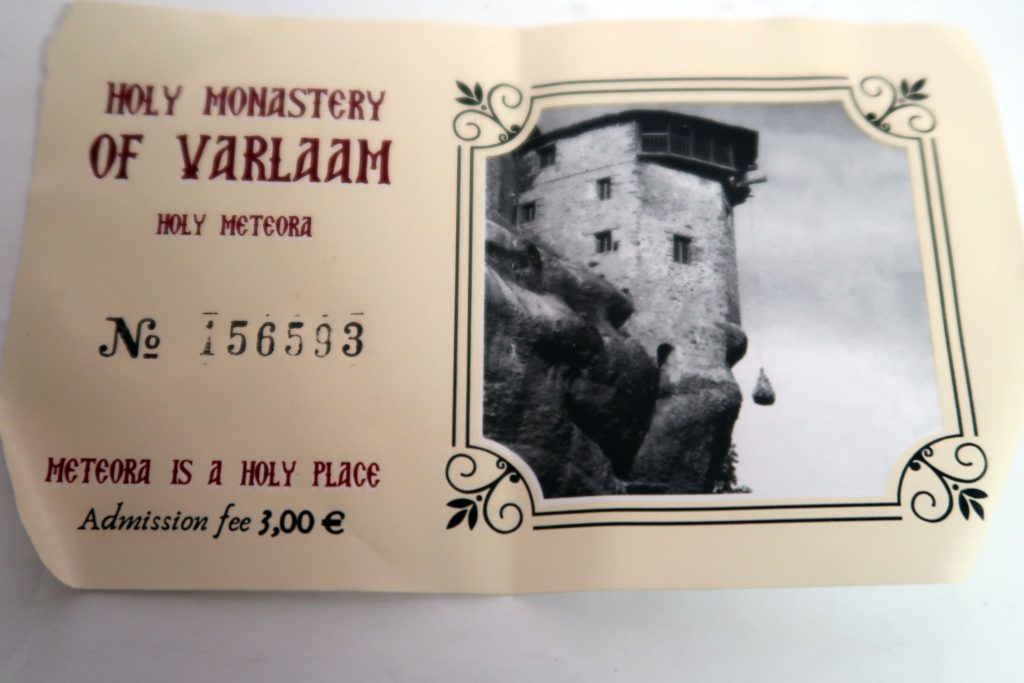 HOLY MONASTERY
OF VARLAAM
HOLY METEORA
№ 156593
METEORA IS A HOLY PLACE
Admission fee 3,00 €